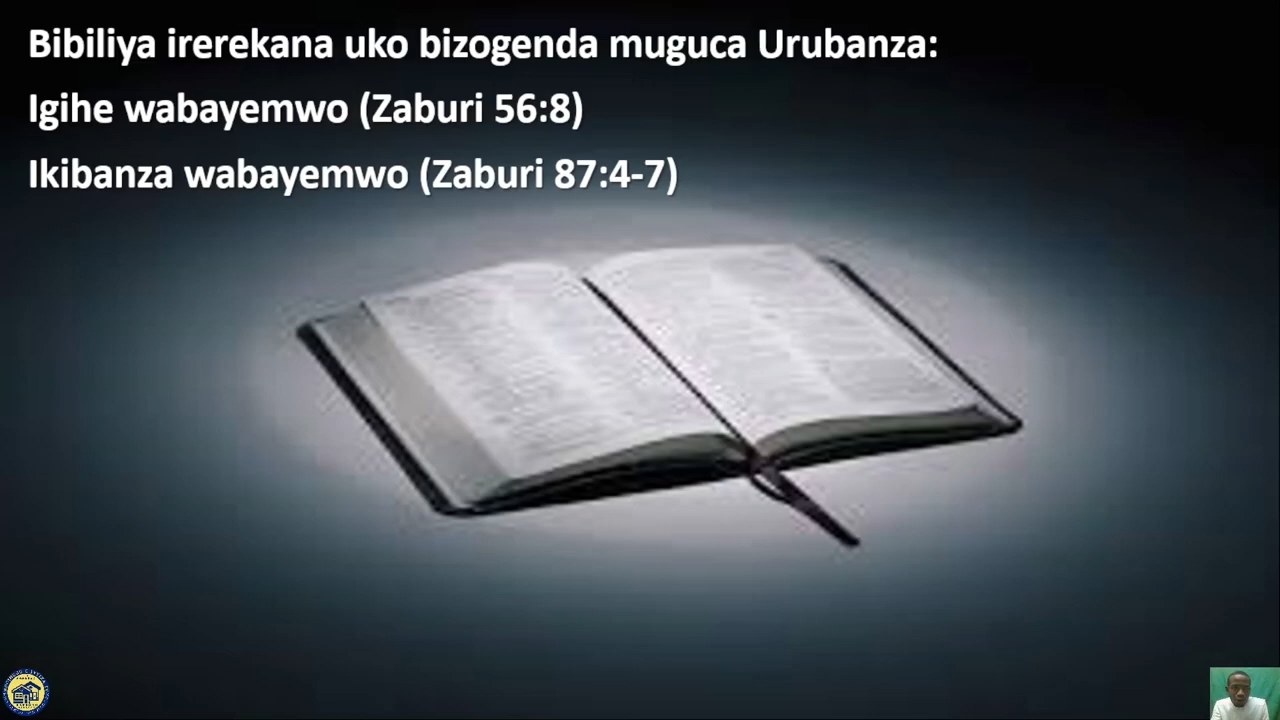 Bibiliya irerekana uko bizogenda muguca Urubanza:
Igihe wabayemwo (Zaburi 56:8)
Ikibanza wabayemwo (Zaburi 87:4-7)